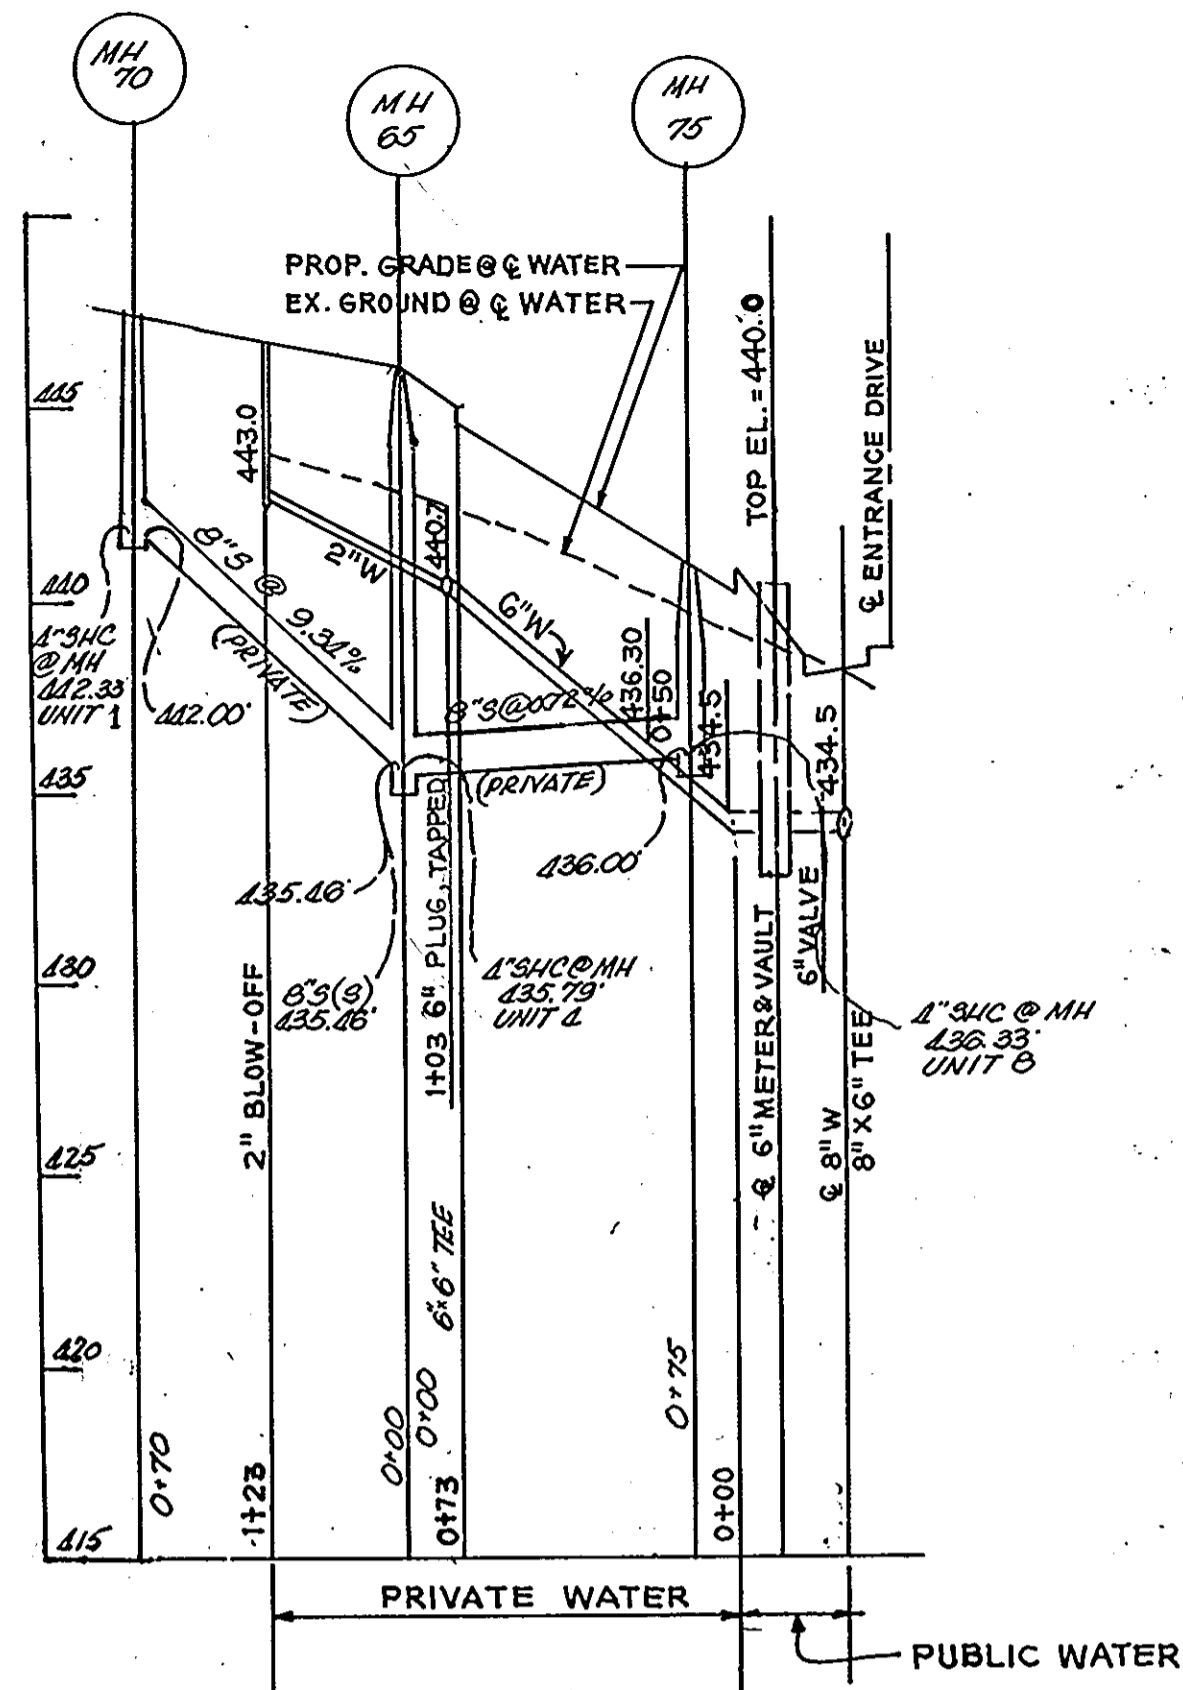 MH
70
MH
65
MH
75
PROP. GRADE @ ℄ WATER
EX. GROUND @ ℄ WATER
TOP EL. = 440.0
℄ ENTRANCE DRIVE
445
443.0
440.7
8"S @ 9.34%
(PRIVATE)
2"W
6"W
440
4"SHC
@ MH
442.33'
UNIT 1
442.00'
8"S@0.72%
(PRIVATE)
436.30
0+50
434.5
434.5
435
435.46'
436.00'
6" VALVE
430
8"S(S)
435.46'
4"SHC@MH
435.79'
UNIT 4
4"SHC @ MH
436.33'
UNIT 8
2" BLOW-OFF
1+03 6" PLUG, TAPPED
℄ 6" METER & VAULT
℄ 8" W
8" X 6" TEE
425
6"x6" TEE
420
0+70
-1+23
0+00
0+00
0+73
0+75
0+00
415
PRIVATE WATER
PUBLIC WATER